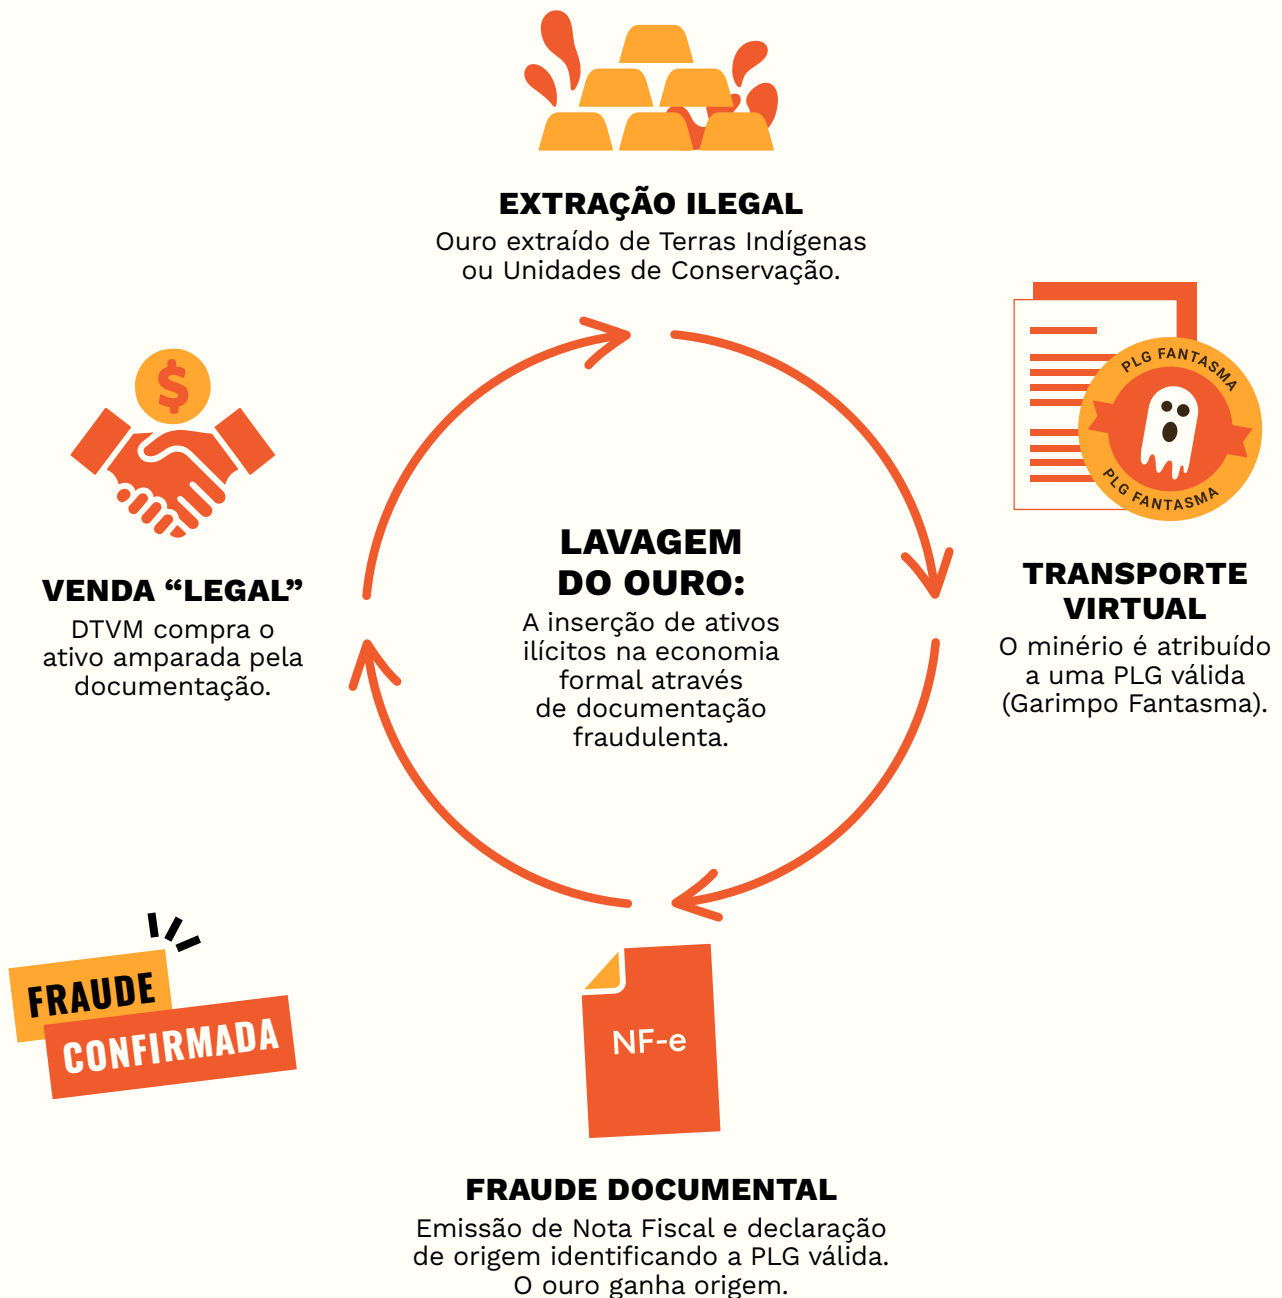 EXTRAÇÃO ILEGAL
Ouro extraído de Terras Indígenas
ou Unidades de Conservação.
PLG FANTASMA
PLG FANTASMA
TRANSPORTE
VIRTUAL
O minério é atribuído
a uma PLG válida
(Garimpo Fantasma).
$
VENDA “LEGAL”
DTVM compra o
ativo amparada pela
documentação.
LAVAGEM
DO OURO:
A inserção de ativos
ilícitos na economia
formal através
de documentação
fraudulenta.
FRAUDE
CONFIRMADA
NF-e
FRAUDE DOCUMENTAL
Emissão de Nota Fiscal e declaração
de origem identificando a PLG válida.
O ouro ganha origem.